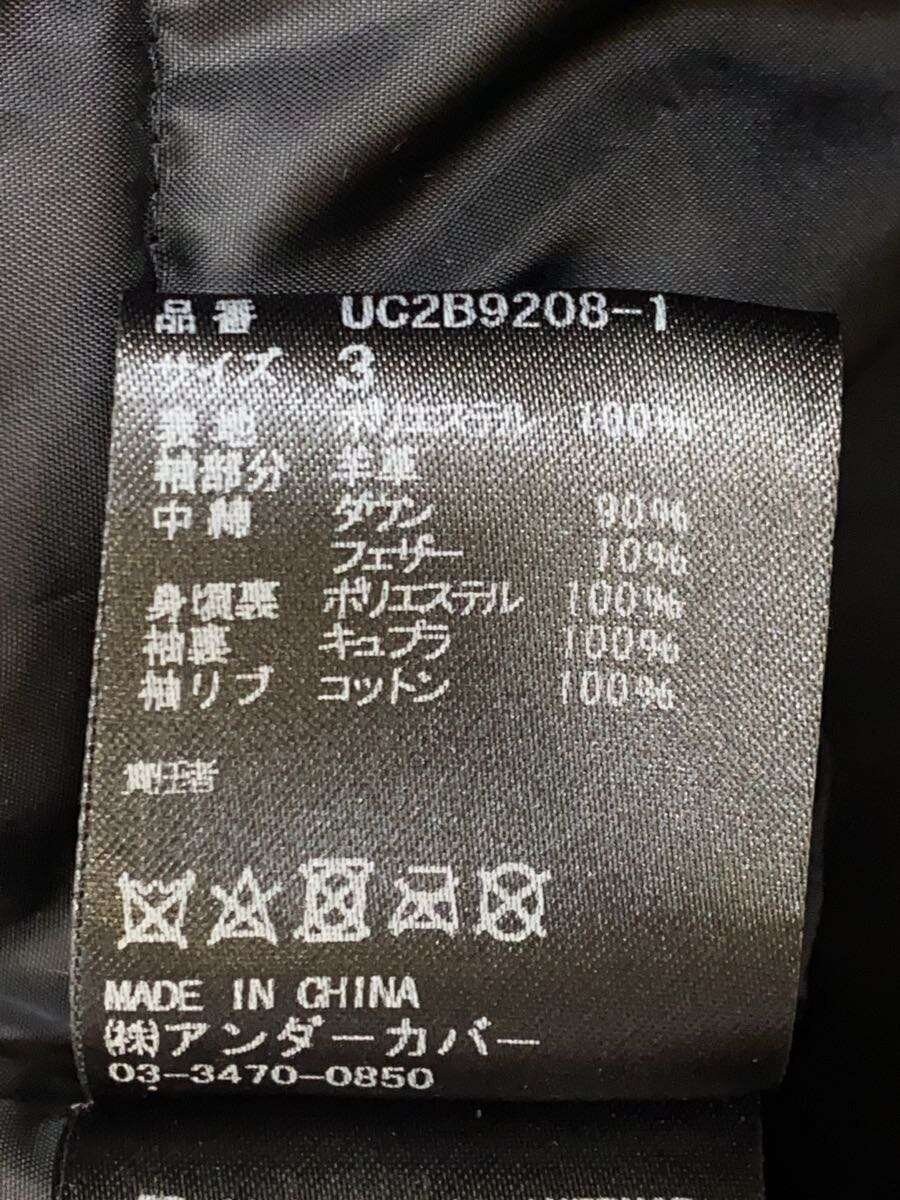 品番 UC2B9208-1
サイズ 3
表地 ポリエステル 100%
袖部分 羊革
中綿 ダウン 90%
フェザー 10%
身頃裏 ポリエステル 100%
袖裏 キュプラ 100%
袖リブ コットン 100%
MADE IN CHINA
㈱アンダーカバー
03-3470-0850